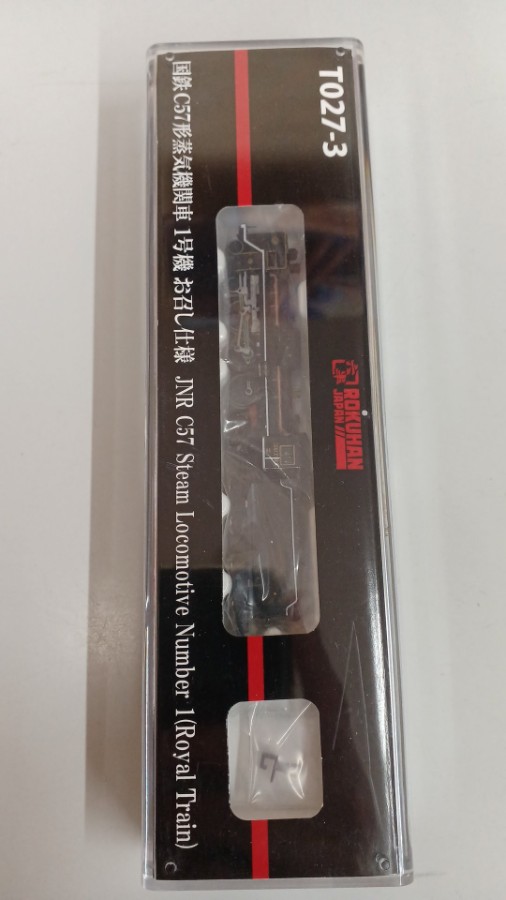 T027-3
ROKUHAN
JAPAN
国鉄C57形蒸気機関車 1号機 お召し仕様 JNR C57 Steam Locomotive Number 1(Royal Train)